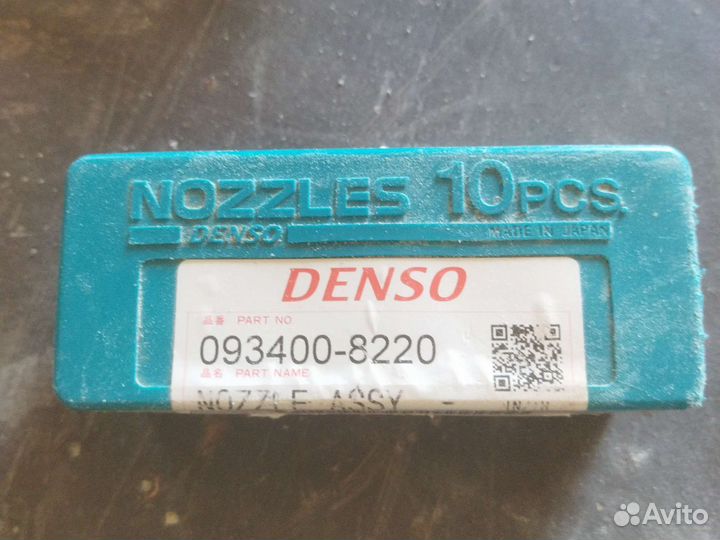 NOZZLES 10PCS.
DENSO MADE IN JAPAN
DENSO
品番 PART NO
093400-8220
品名 PART NAME
NOZZLE ASSY -
Avito